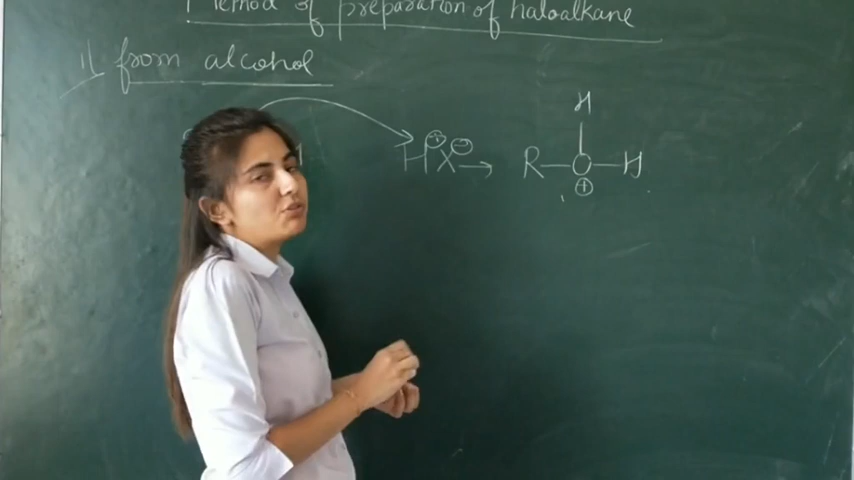 Method of preparation of haloalkane
1) from alcohol
H
H⊕ X⊖ → R—O—H
⊕